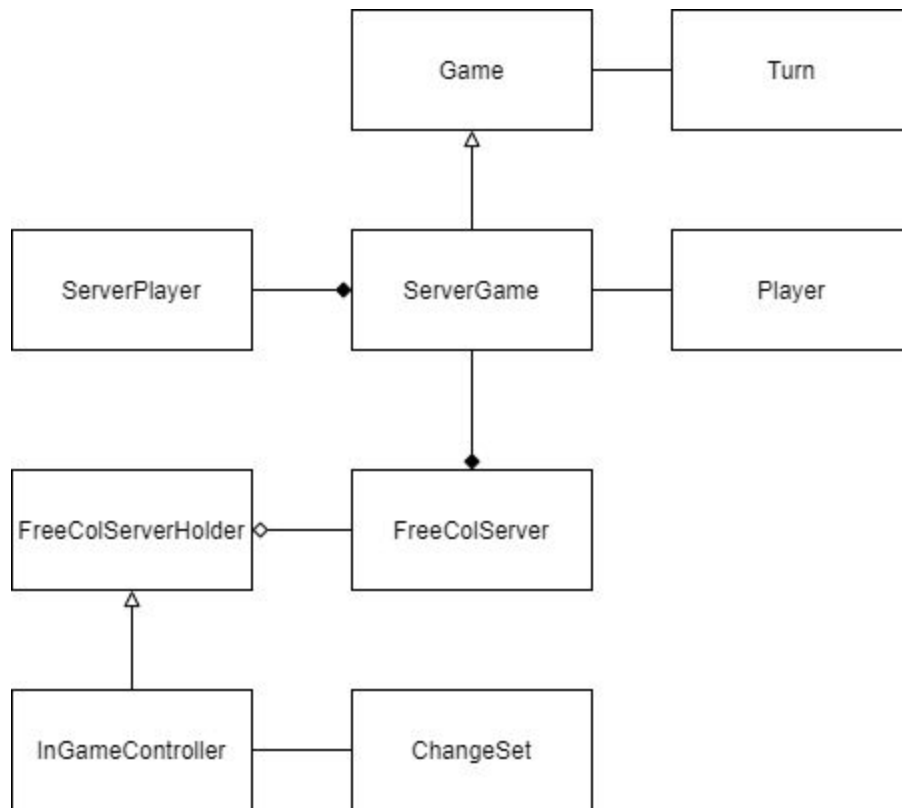 Game
Turn
ServerPlayer
ServerGame
Player
FreeColServerHolder
FreeColServer
InGameController
ChangeSet